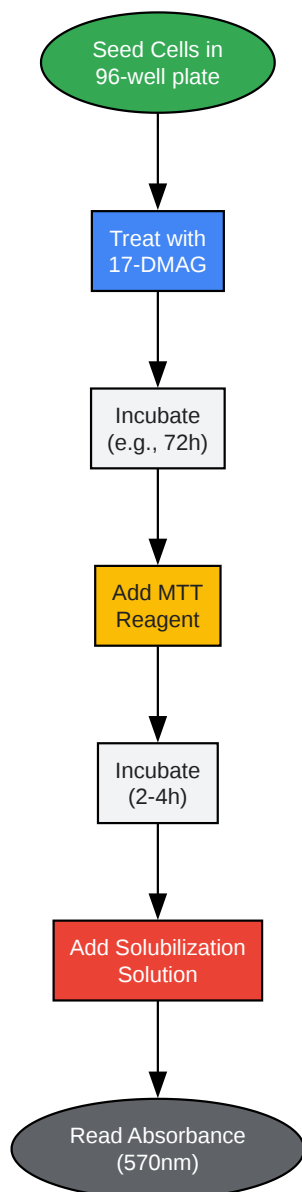 Seed Cells in
96-well plate
Treat with
17-DMAG
Incubate
(e.g., 72h)
Add MTT
Reagent
Incubate
(2-4h)
Add Solubilization
Solution
Read Absorbance
(570nm)